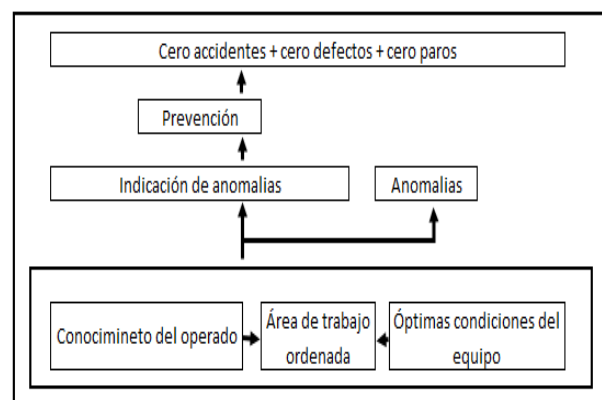 Cero accidentes + cero defectos + cero paros
Prevención
Indicación de anomalias
Anomalias
Conocimineto del operado
Área de trabajo
ordenada
Óptimas condiciones del
equipo